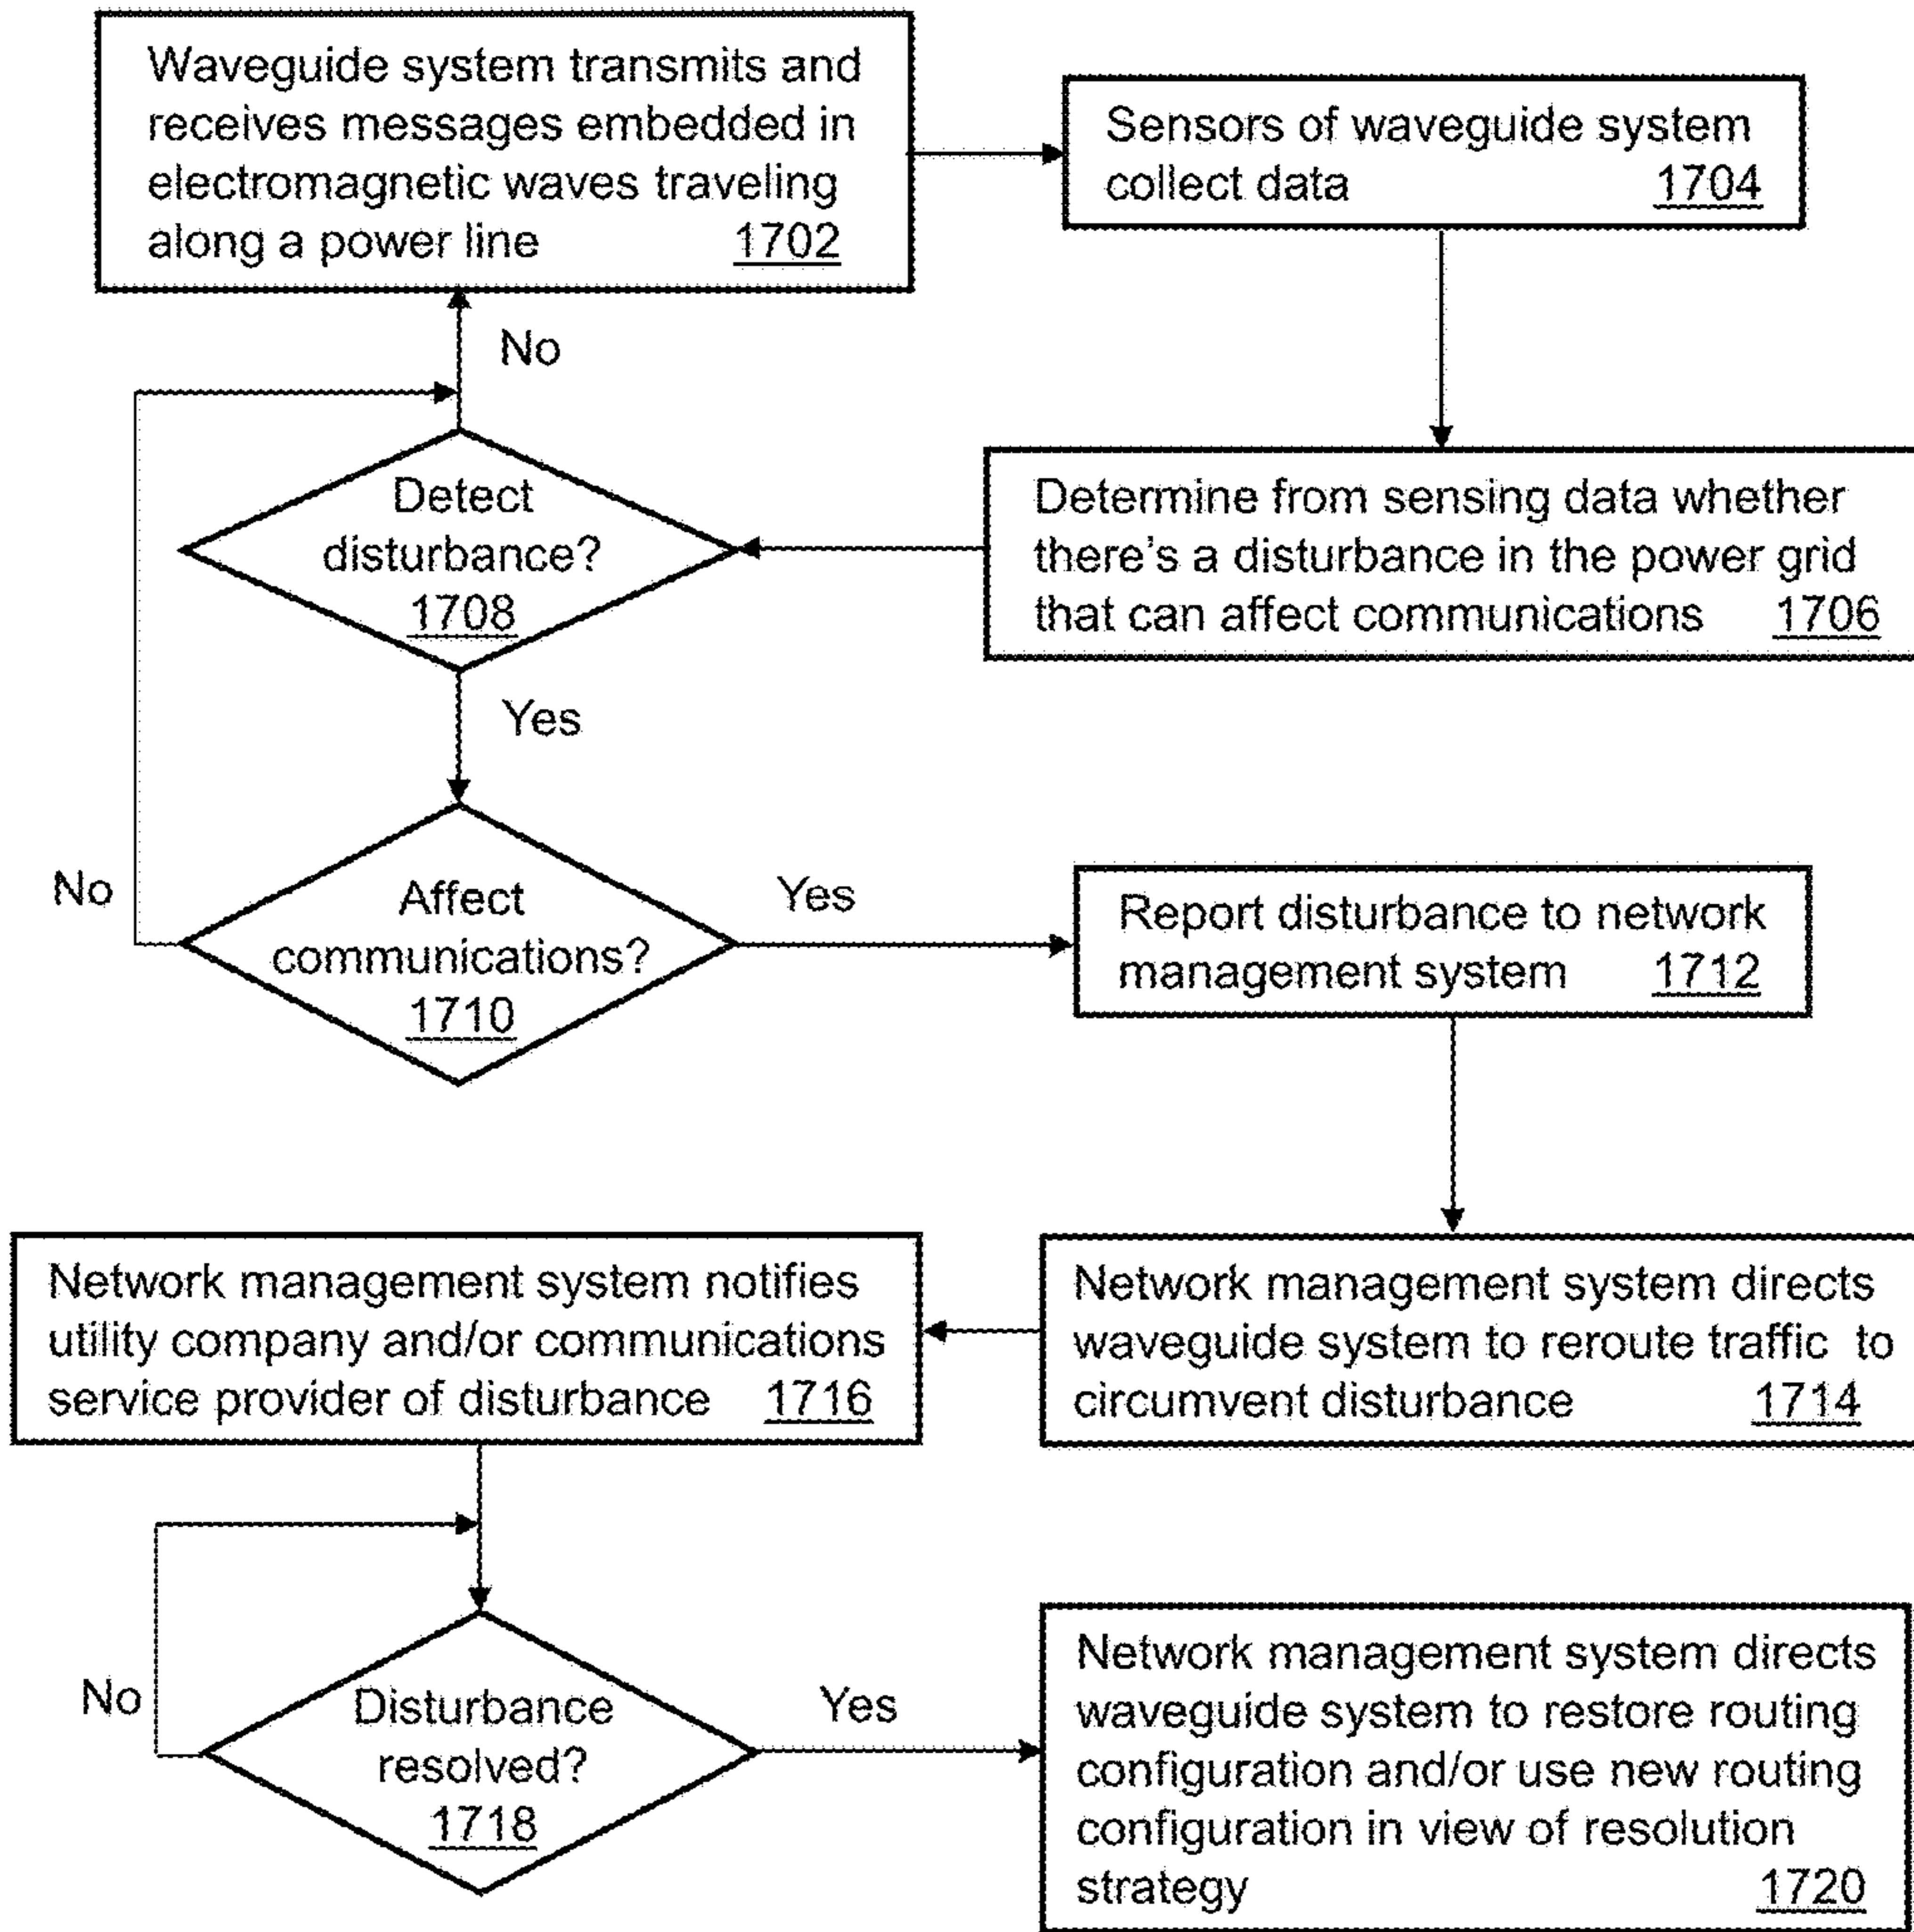 Waveguide system transmits and
receives messages embedded in
electromagnetic waves traveling
along a power line 1702
Sensors of waveguide system
collect data 1704
No
Detect
disturbance?
1708
Determine from sensing data whether
there's a disturbance in the power grid
that can affect communications 1706
Yes
No
Affect
communications?
1710
Yes
Report disturbance to network
management system 1712
Network management system notifies
utility company and/or communications
service provider of disturbance 1716
Network management system directs
waveguide system to reroute traffic to
circumvent disturbance 1714
No
Disturbance
resolved?
1718
Yes
Network management system directs
waveguide system to restore routing
configuration and/or use new routing
configuration in view of resolution
strategy 1720